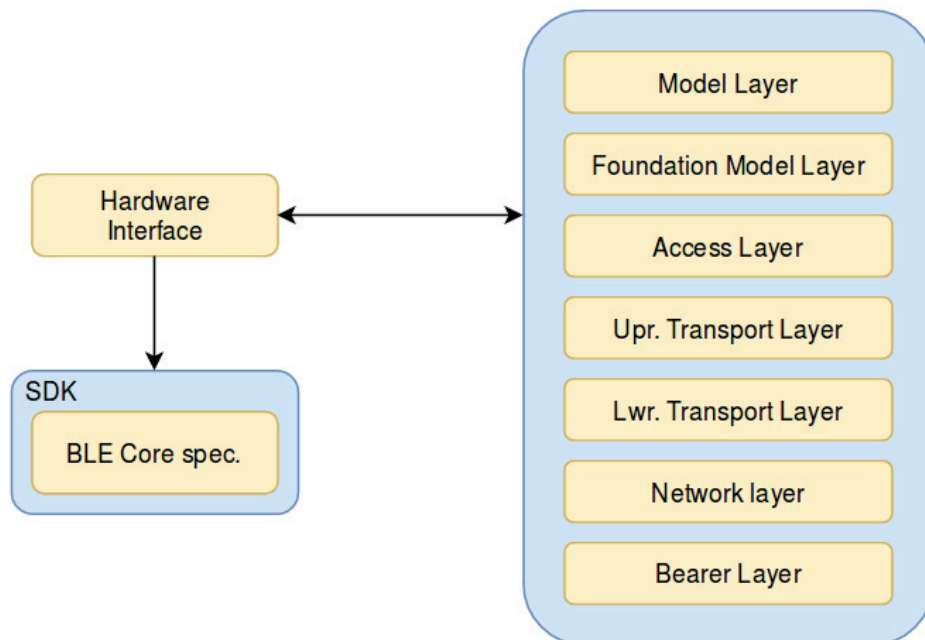 Model Layer
Foundation Model Layer
Hardware
Interface
Access Layer
Upr. Transport Layer
SDK
Lwr. Transport Layer
BLE Core spec.
Network layer
Bearer Layer